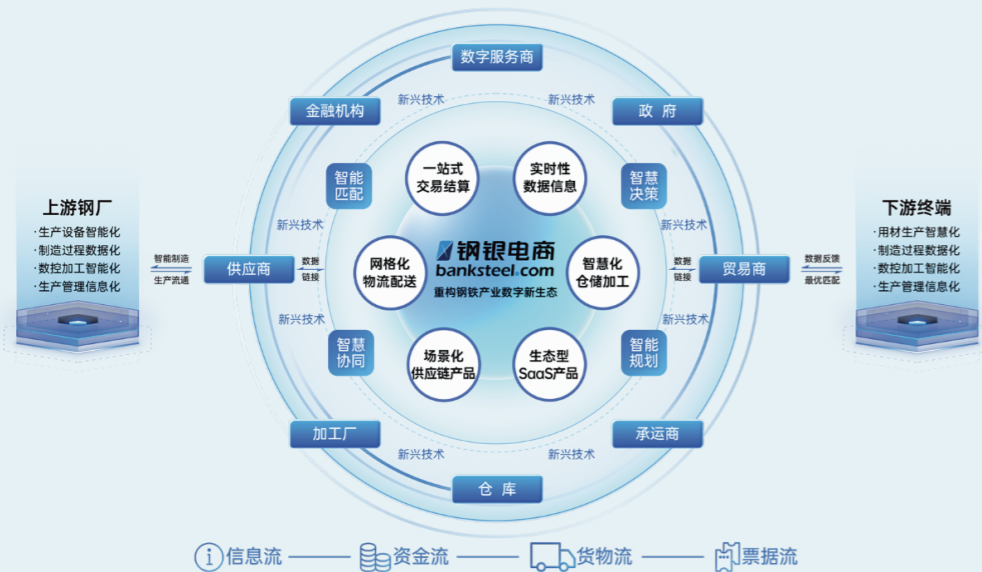 数字服务商
金融机构
新兴技术
新兴技术
政 府
智能
匹配
一站式
交易结算
实时性
数据信息
智慧
决策
上游钢厂
·生产设备智能化
·制造过程数据化
·数控加工智能化
·生产管理信息化
新兴技术
新兴技术
下游终端
·用材生产智慧化
·制造过程数据化
·数控加工智能化
·生产管理信息化
智能制造
生产流通
供应商
数据
链接
网格化
物流配送
钢银电商
banksteel.com
重构钢铁产业数字新生态
智慧化
仓储加工
数据
链接
贸易商
数据反馈
最优匹配
新兴技术
新兴技术
智慧
协同
场景化
供应链产品
生态型
SaaS产品
智能
规划
加工厂
新兴技术
新兴技术
承运商
仓 库
信息流
资金流
货物流
票据流